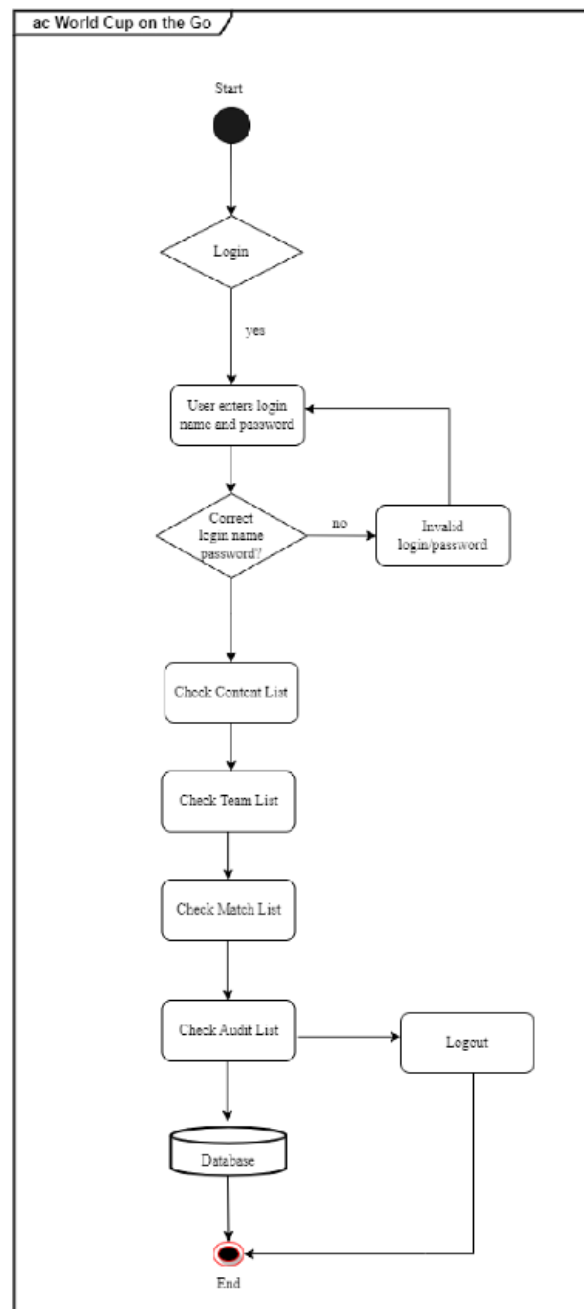 ac World Cup on the Go
Start
Login
yes
User enters login
name and password
Correct
login name
password?
no
Invalid
login/password
Check Content List
Check Team List
Check Match List
Check Audit List
Logout
Database
End